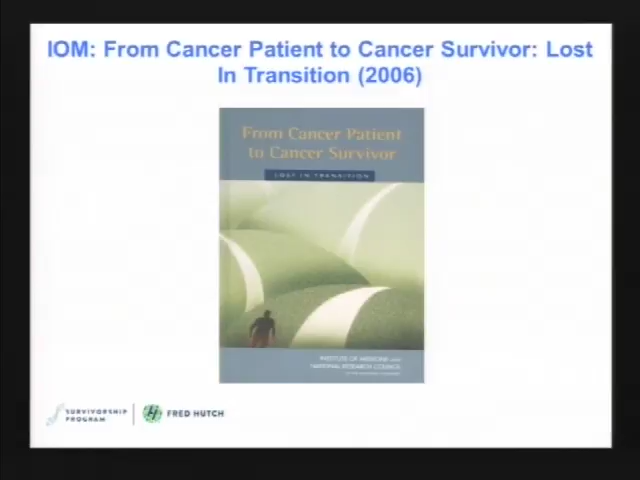 IOM: From Cancer Patient to Cancer Survivor: Lost
In Transition (2006)
From Cancer Patient
to Cancer Survivor
LOST IN TRANSITION
INSTITUTE OF MEDICINE AND
NATIONAL RESEARCH COUNCIL
SURVIVORSHIP
PROGRAM
FRED HUTCH